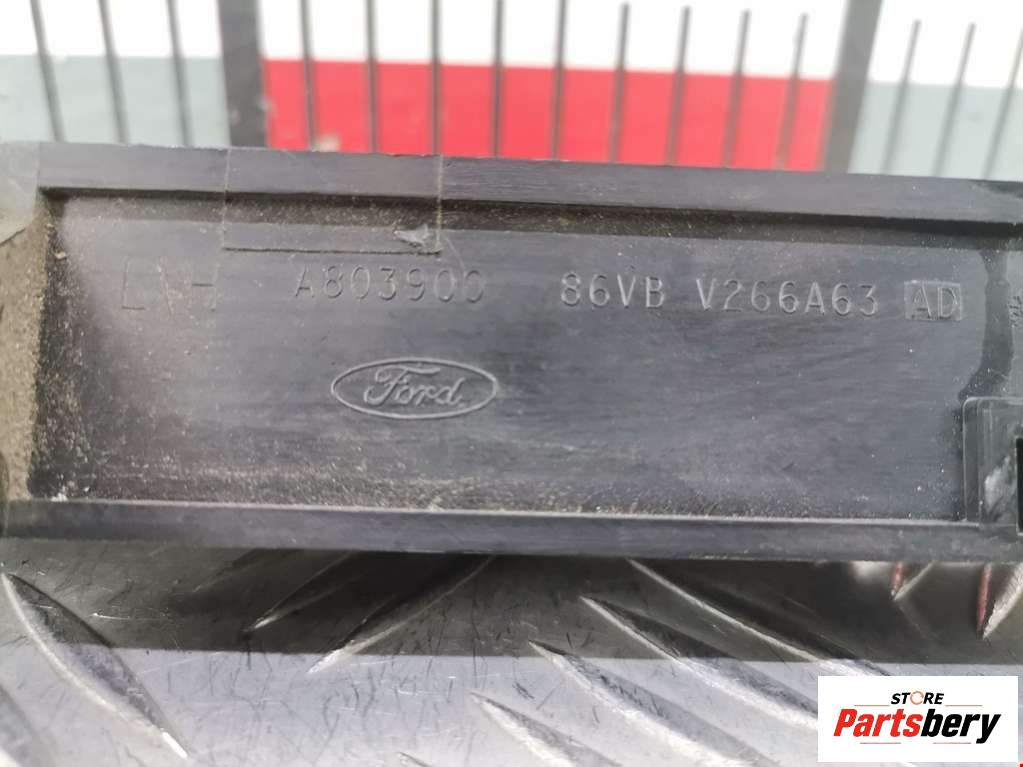 L\H A803900 86VB V266A63 AD
Ford
STORE
Partsbery